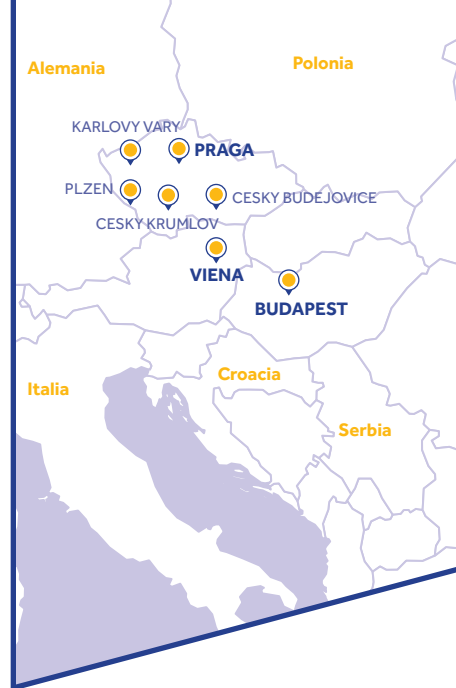 Alemania
Polonia
KARLOVY VARY
PRAGA
PLZEN
CESKY BUDEJOVICE
CESKY KRUMLOV
VIENA
BUDAPEST
Croacia
Italia
Serbia